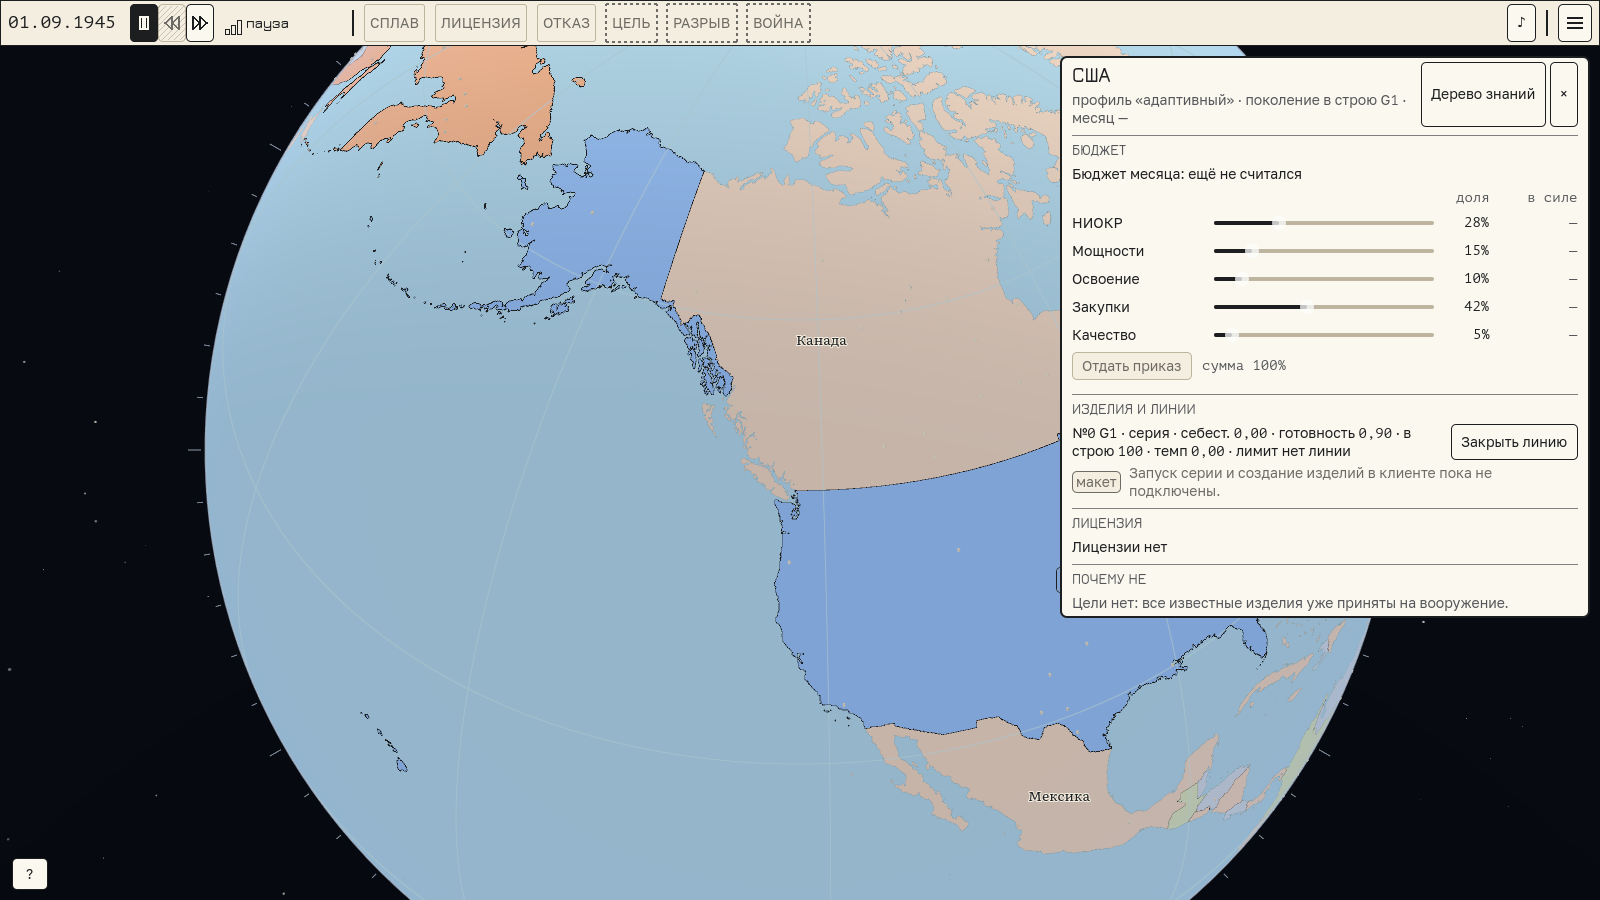 01.09.1945
пауза
СПЛАВ
ЛИЦЕНЗИЯ
ОТКАЗ
ЦЕЛЬ
РАЗРЫВ
ВОЙНА
♪
США
профиль «адаптивный» · поколение в строю G1 ·
месяц —
Дерево знаний
×
БЮДЖЕТ
Бюджет месяца: ещё не считался
доля в силе
НИОКР 28% —
Мощности 15% —
Освоение 10% —
Закупки 42% —
Качество 5% —
Отдать приказ сумма 100%
ИЗДЕЛИЯ И ЛИНИИ
№0 G1 · серия · себест. 0,00 · готовность 0,90 · в
строю 100 · темп 0,00 · лимит нет линии
Закрыть линию
макет
Запуск серии и создание изделий в клиенте пока не
подключены.
ЛИЦЕНЗИЯ
Лицензии нет
ПОЧЕМУ НЕ
Цели нет: все известные изделия уже приняты на вооружение.
Канада
Мексика
?